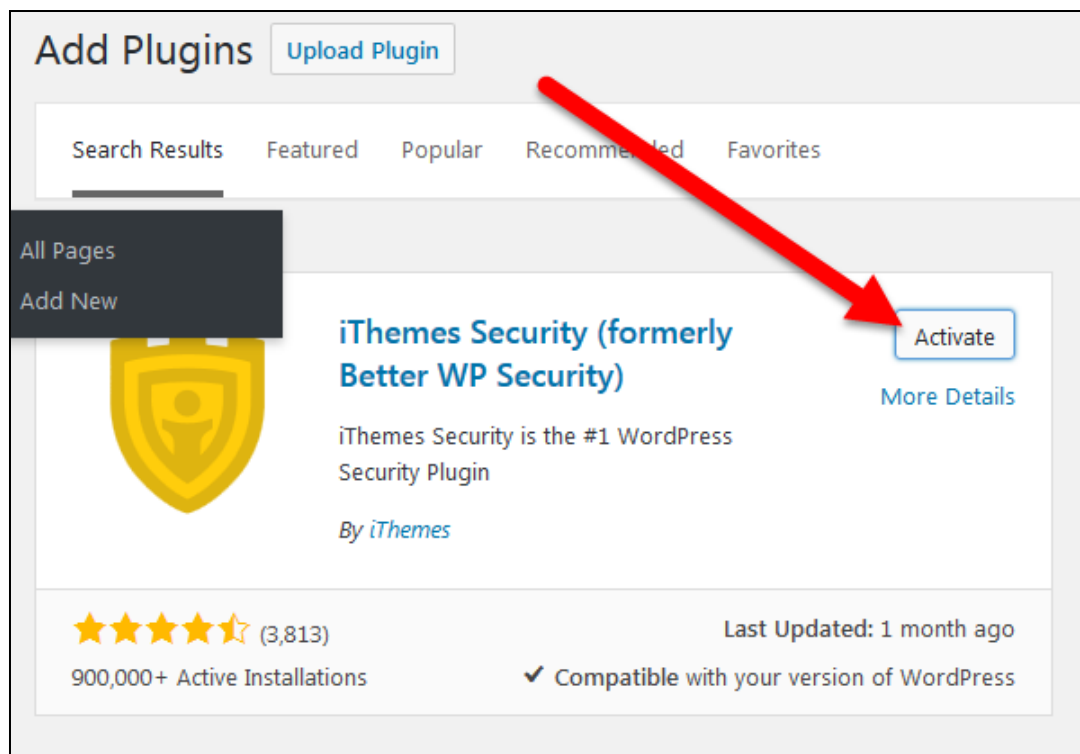 Add Plugins Upload Plugin
Search Results Featured Popular Recommended Favorites
All Pages
Add New
iThemes Security (formerly
Better WP Security)
Activate
More Details
iThemes Security is the #1 WordPress
Security Plugin
By iThemes
(3,813)
Last Updated: 1 month ago
900,000+ Active Installations
Compatible with your version of WordPress